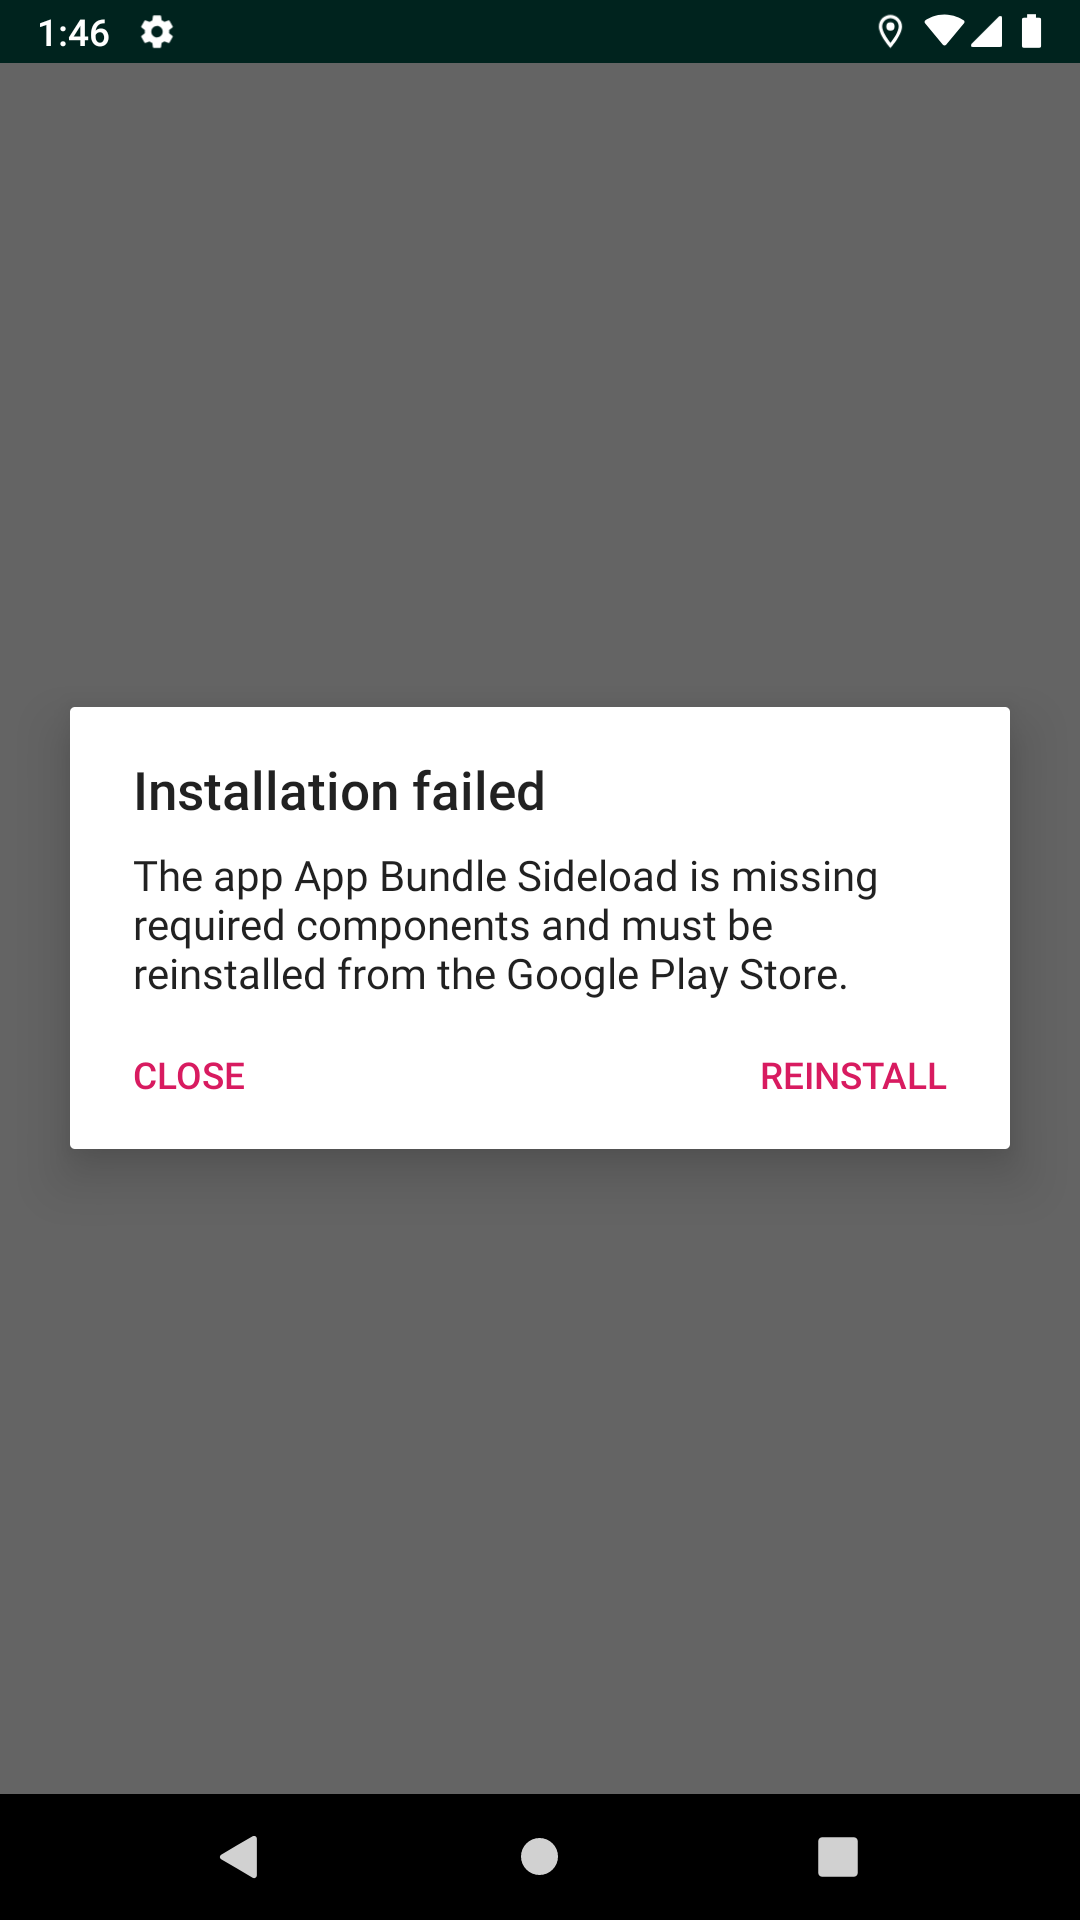 1:46
Installation failed
The app App Bundle Sideload is missing
required components and must be
reinstalled from the Google Play Store.
CLOSE
REINSTALL